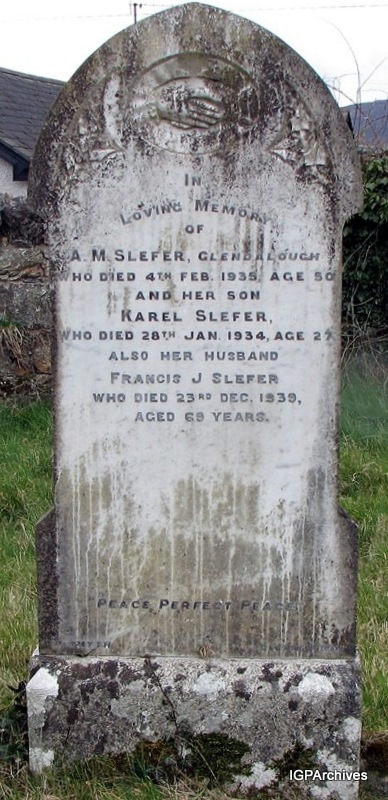 IN
LOVING MEMORY
OF
A. M. SLEFER, GLENDALOUGH
WHO DIED 4TH FEB. 1935, AGE 50
AND HER SON
KAREL SLEFER,
WHO DIED 28TH JAN. 1934, AGE 27
ALSO HER HUSBAND
FRANCIS J SLEFER
WHO DIED 23RD DEC. 1939,
AGED 69 YEARS.
PEACE, PERFECT PEACE.
IGPArchives